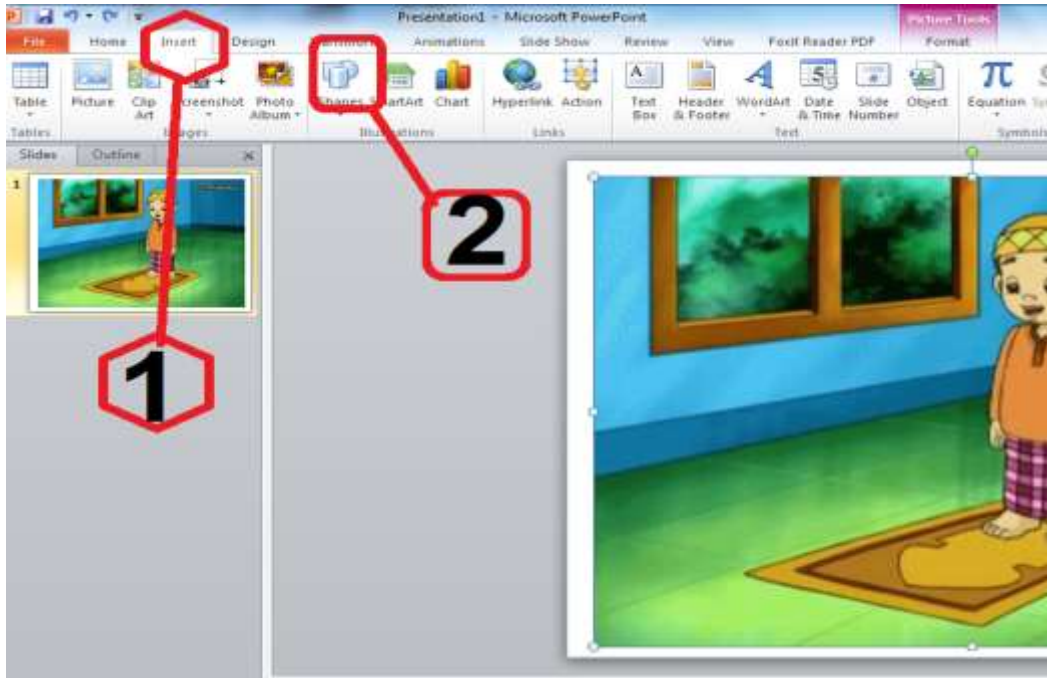 Presentation1 - Microsoft PowerPoint
Picture Tools
File Home Insert Design Animations Slide Show Review View Foxit Reader PDF Format
Table Picture Clip Art Screenshot Photo Album Shapes SmartArt Chart Hyperlink Action Text Box Header & Footer WordArt Date & Time Slide Number Object Equation
Tables Images Illustrations Links Text Symbols
Slides Outline
1
2
1